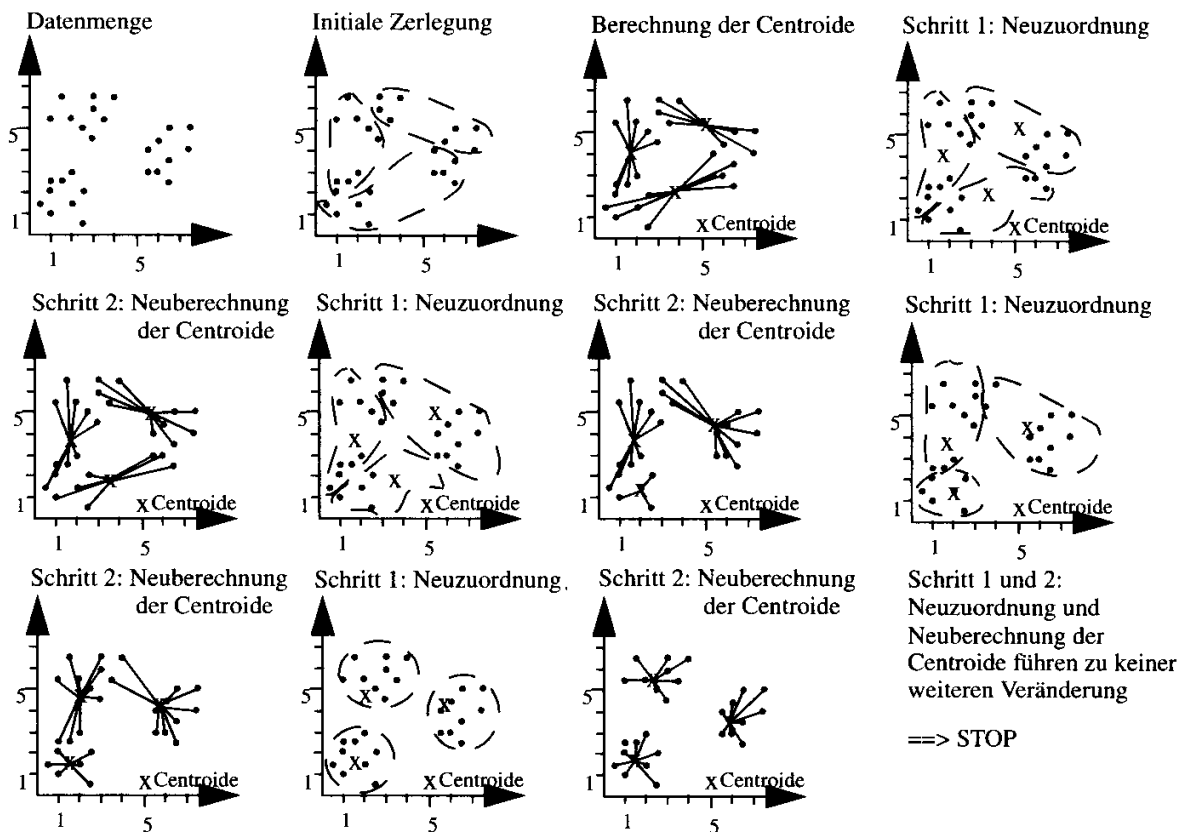 Datenmenge
Initiale Zerlegung
Berechnung der Centroide
Schritt 1: Neuzuordnung
5
1
1
5
5
1
1
5
5
1
x Centroide
1
5
5
1
x Centroide
1
5
Schritt 2: Neuberechnung
der Centroide
Schritt 1: Neuzuordnung
Schritt 2: Neuberechnung
der Centroide
Schritt 1: Neuzuordnung
5
1
x Centroide
1
5
5
1
x Centroide
1
5
5
1
x Centroide
1
5
5
1
x Centroide
1
5
Schritt 2: Neuberechnung
der Centroide
Schritt 1: Neuzuordnung
Schritt 2: Neuberechnung
der Centroide
Schritt 1 und 2:
Neuzuordnung und
Neuberechnung der
Centroide führen zu keiner
weiteren Veränderung
==> STOP
5
1
x Centroide
1
5
5
1
x Centroide
1
5
5
1
x Centroide
1
5